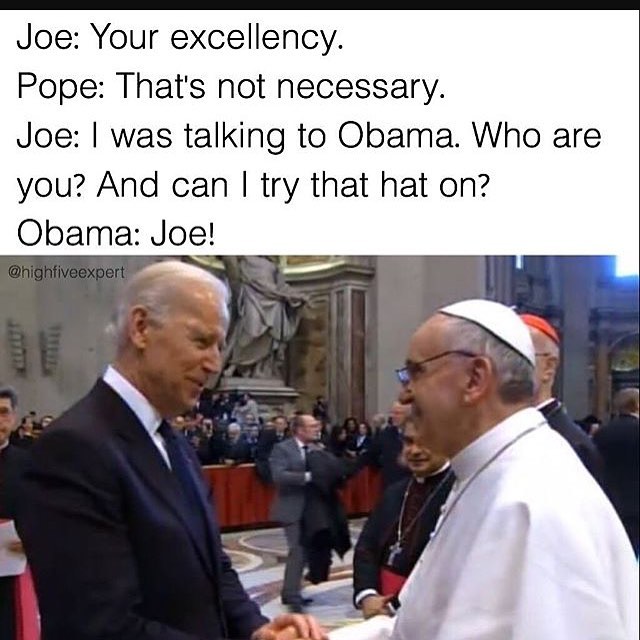 Joe: Your excellency.
Pope: That's not necessary.
Joe: I was talking to Obama. Who are
you? And can I try that hat on?
Obama: Joe!
@highfiveexpert